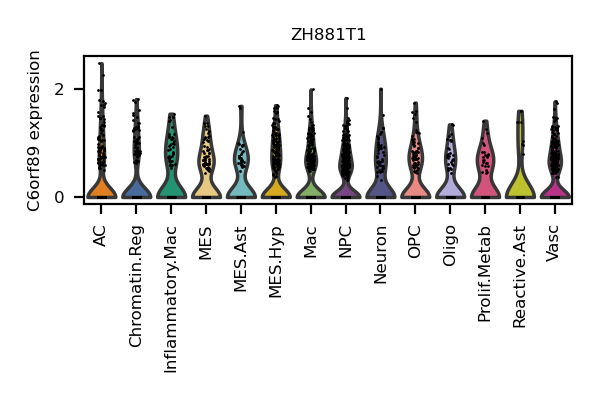 ZH881T1
C6orf89 expression
2
0
AC
Chromatin.Reg
Inflammatory.Mac
MES
MES.Ast
MES.Hyp
Mac
NPC
Neuron
OPC
Oligo
Prolif.Metab
Reactive.Ast
Vasc